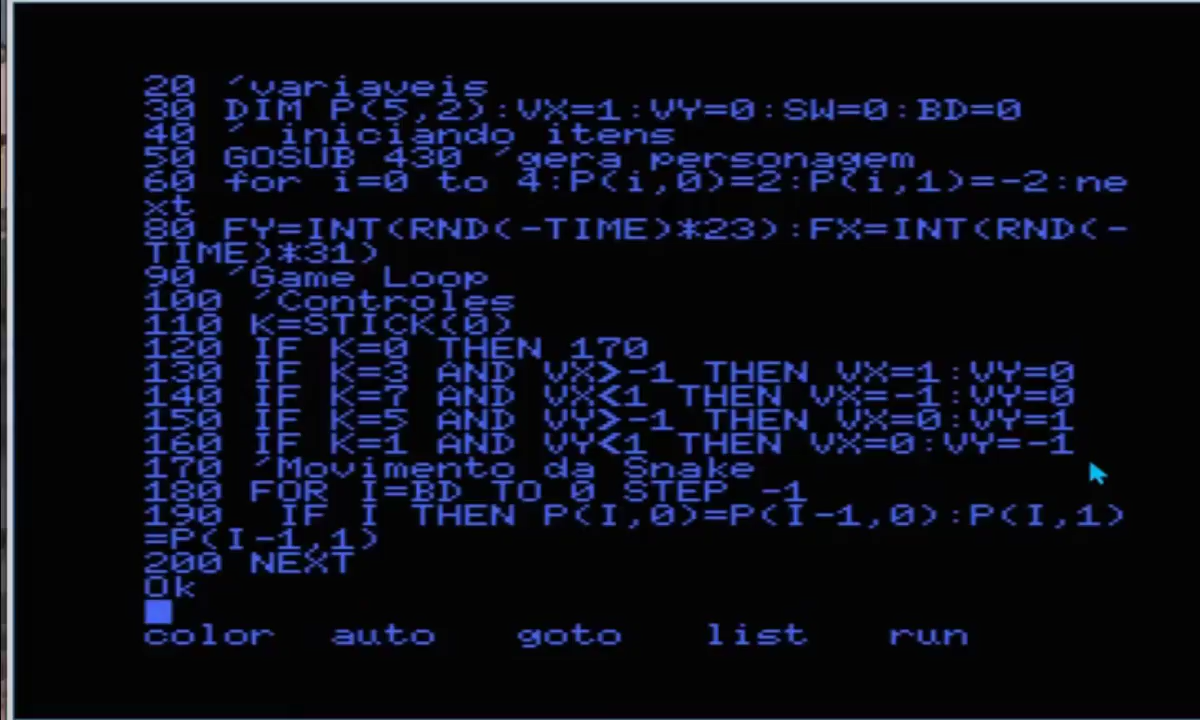 20 'variaveis
30 DIM P(5,2):VX=1:VY=0:SW=0:BD=0
40 ' iniciando itens
50 GOSUB 430 'gera personagem
60 for i=0 to 4:P(i,0)=2:P(i,1)=-2:ne
xt
80 FY=INT(RND(-TIME)*23):FX=INT(RND(-
TIME)*31)
90 'Game Loop
100 'Controles
110 K=STICK(0)
120 IF K=0 THEN 170
130 IF K=3 AND VX>-1 THEN VX=1:VY=0
140 IF K=7 AND VX<1 THEN VX=-1:VY=0
150 IF K=5 AND VY>-1 THEN VX=0:VY=1
160 IF K=1 AND VY<1 THEN VX=0:VY=-1
170 'Movimento da Snake
180 FOR I=BD TO 0 STEP -1
190  IF I THEN P(I,0)=P(I-1,0):P(I,1)
=P(I-1,1)
200 NEXT
Ok
color auto goto list run